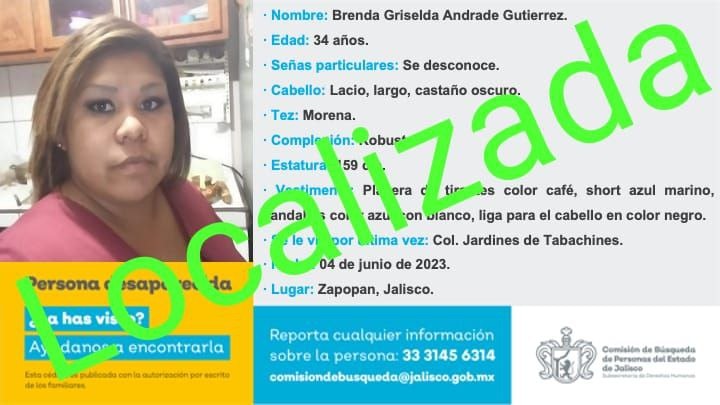 · Nombre: Brenda Griselda Andrade Gutierrez.
· Edad: 34 años.
· Señas particulares: Se desconoce.
· Cabello: Lacio, largo, castaño oscuro.
· Tez: Morena.
· Complexión: Robusta.
· Estatura: 159 cm.
· Vestimenta: Playera de tirantes color café, short azul marino,
sandalias color azul con blanco, liga para el cabello en color negro.
· Se le vio por última vez: Col. Jardines de Tabachines.
· Fecha: 04 de junio de 2023.
· Lugar: Zapopan, Jalisco.
Localizada
Persona desaparecida
¿La has visto?
Ayúdanos a encontrarla
Esta cédula es publicada con la autorización por escrito
de los familiares.
Reporta cualquier información
sobre la persona: 33 3145 6314
comisiondebusqueda@jalisco.gob.mx
Comisión de Búsqueda
de Personas del Estado
de Jalisco
Subsecretaría de Derechos Humanos